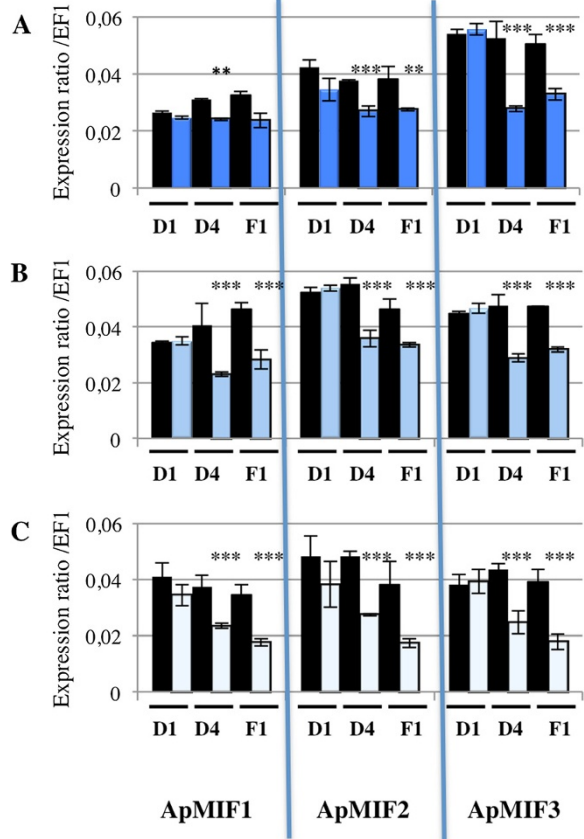 A
Expression ratio /EF1
0,06
0,04
0,02
0
** *** ** *** ***
D1 D4 F1 D1 D4 F1 D1 D4 F1
B
Expression ratio /EF1
0,06
0,04
0,02
0
*** *** *** *** *** ***
D1 D4 F1 D1 D4 F1 D1 D4 F1
C
Expression ratio /EF1
0,06
0,04
0,02
0
*** *** *** *** *** ***
D1 D4 F1 D1 D4 F1 D1 D4 F1
ApMIF1 ApMIF2 ApMIF3